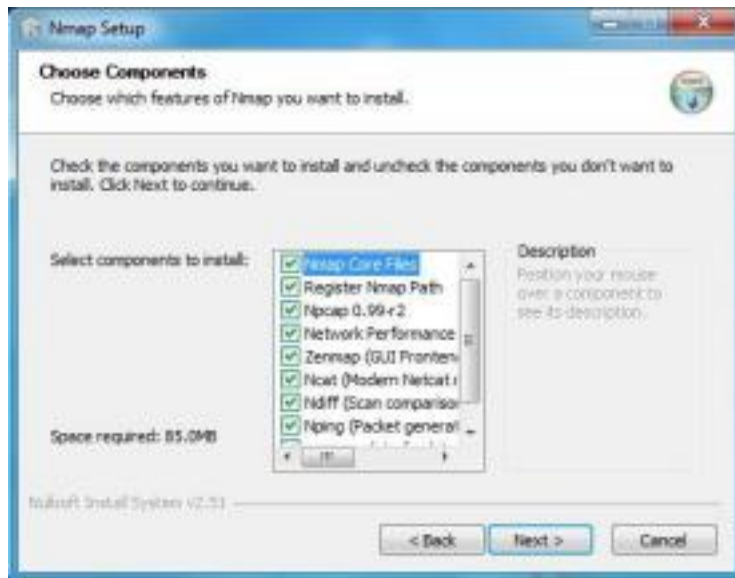 Nmap Setup
Choose Components
Choose which features of Nmap you want to install.
Check the components you want to install and uncheck the components you don't want to
install. Click Next to continue.
Select components to install:
Nmap Core Files
Register Nmap Path
Npcap 0.99-r2
Network Performance
Zenmap (GUI Fronten
Ncat (Modern Netcat r
Ndiff (Scan comparison
Nping (Packet generat
Description
Position your mouse
over a component to
see its description.
Space required: 85.0MB
Nullsoft Install System v2.51
< Back
Next >
Cancel